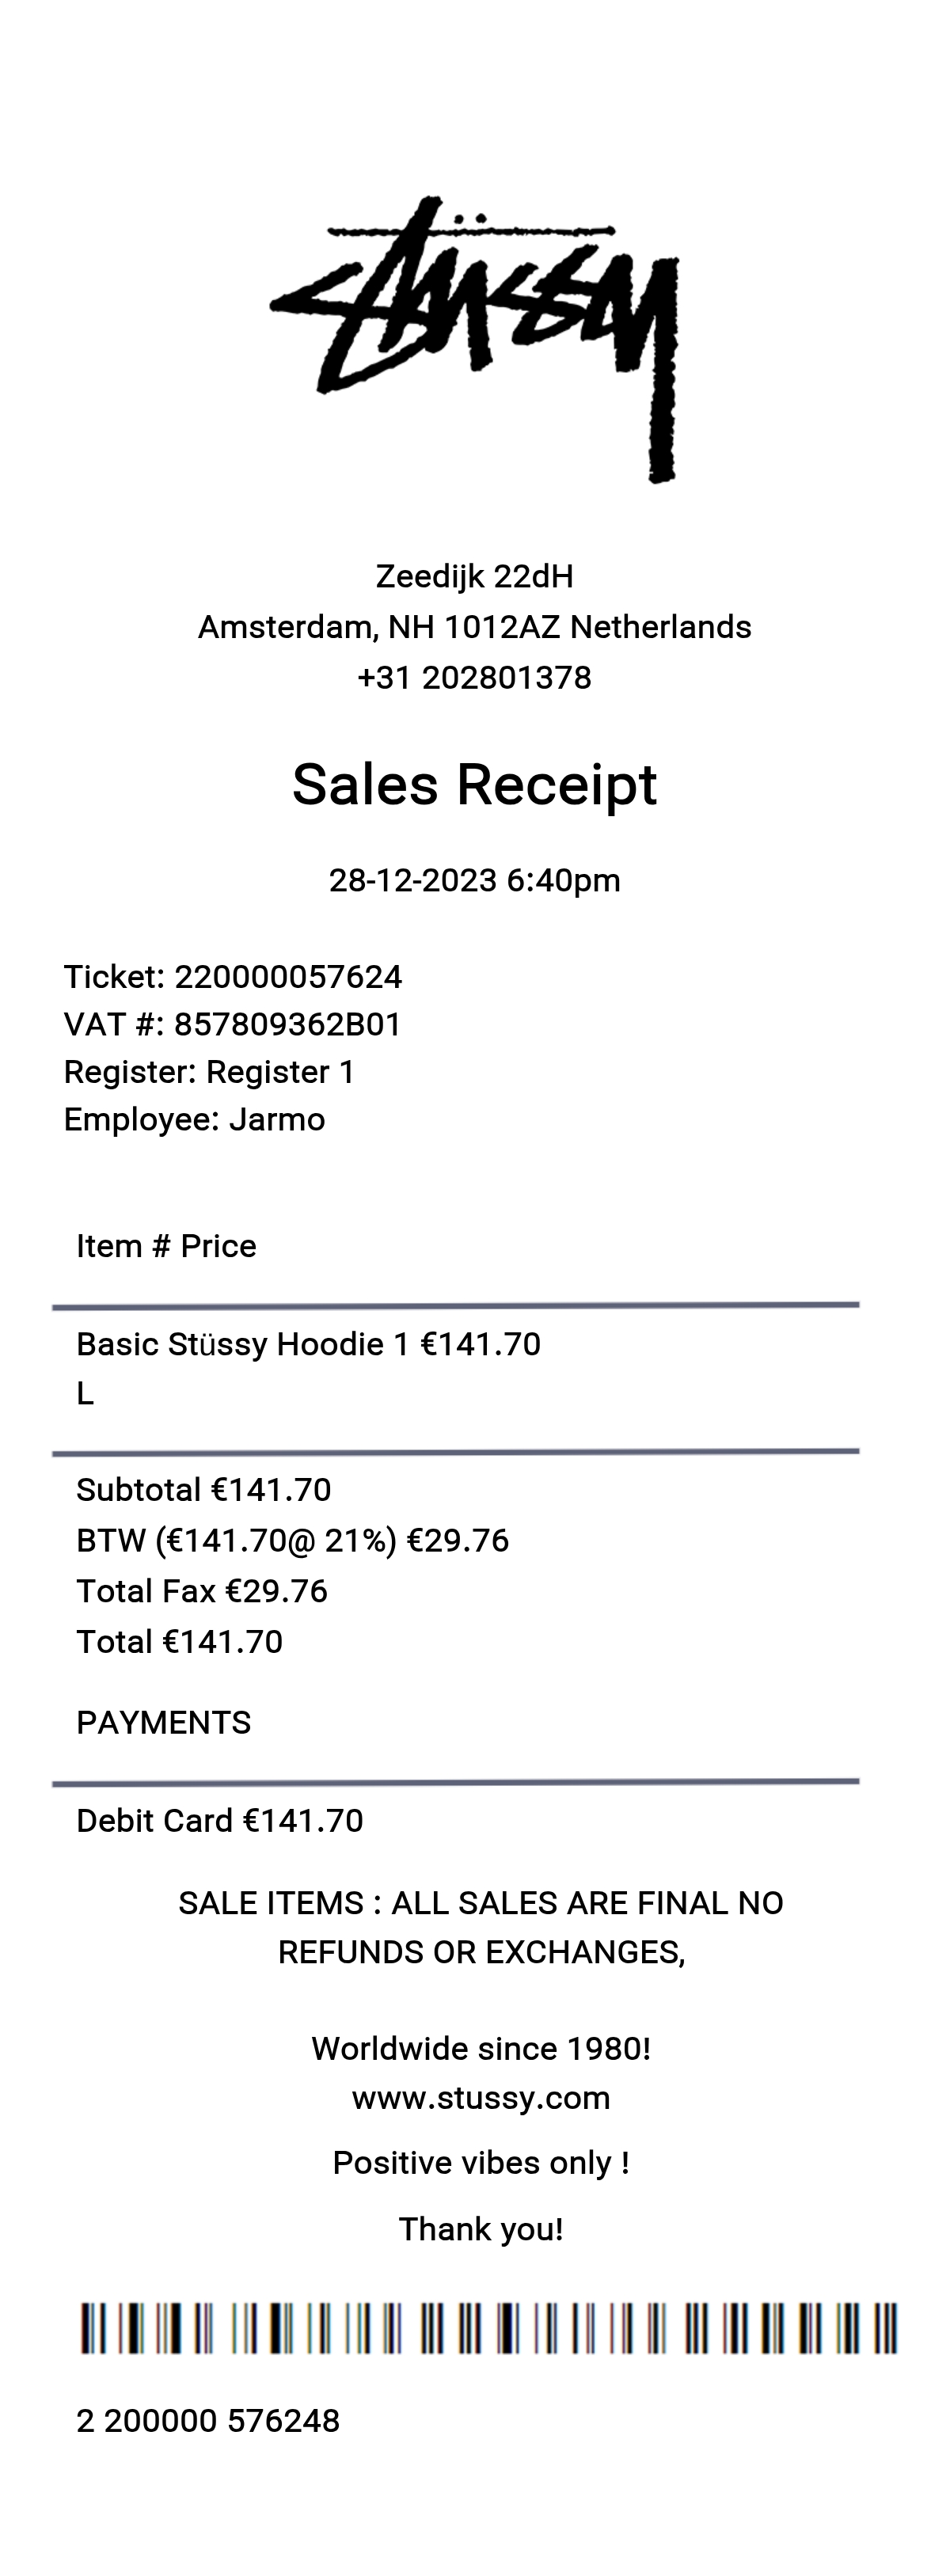 Stüssy
Zeedijk 22dH
Amsterdam, NH 1012AZ Netherlands
+31 202801378
Sales Receipt
28-12-2023 6:40pm
Ticket: 220000057624
VAT #: 857809362B01
Register: Register 1
Employee: Jarmo
Item # Price
Basic Stüssy Hoodie 1 €141.70
L
Subtotal €141.70
BTW (€141.70@ 21%) €29.76
Total Fax €29.76
Total €141.70
PAYMENTS
Debit Card €141.70
SALE ITEMS : ALL SALES ARE FINAL NO
REFUNDS OR EXCHANGES,
Worldwide since 1980!
www.stussy.com
Positive vibes only !
Thank you!
2 200000 576248